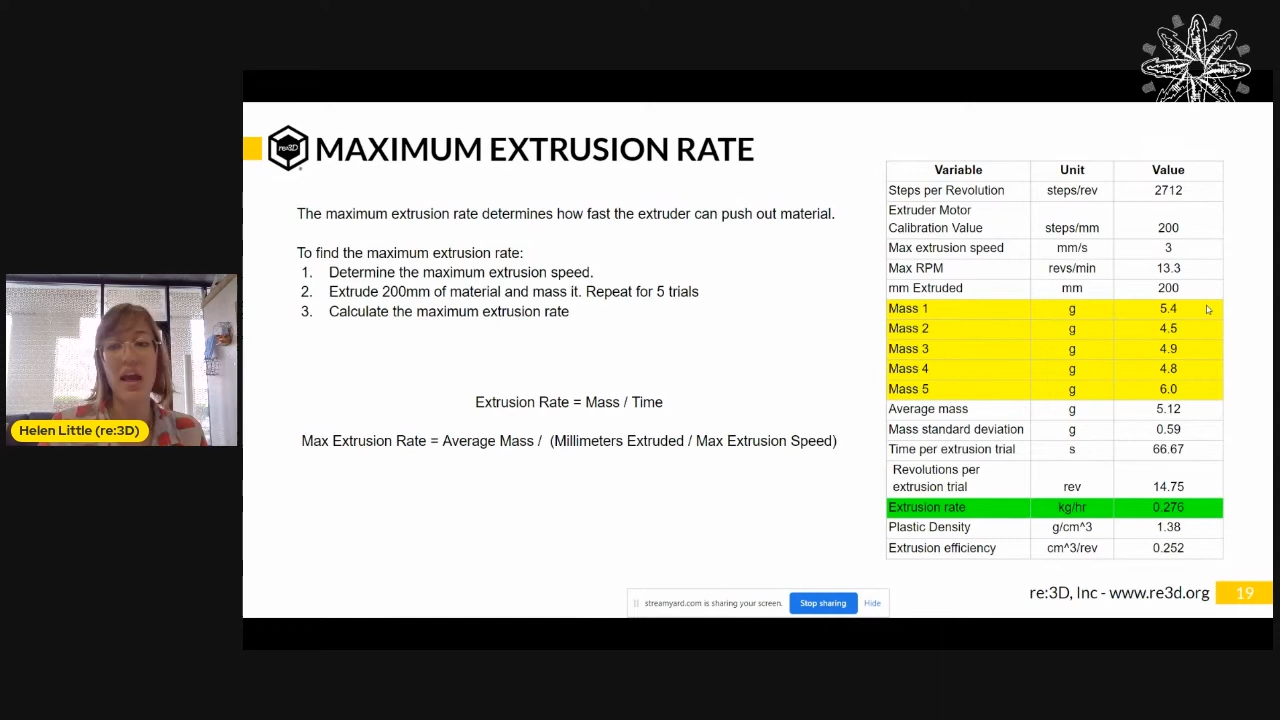 re:3D
MAXIMUM EXTRUSION RATE
The maximum extrusion rate determines how fast the extruder can push out material.
To find the maximum extrusion rate:
1. Determine the maximum extrusion speed.
2. Extrude 200mm of material and mass it. Repeat for 5 trials
3. Calculate the maximum extrusion rate
Extrusion Rate = Mass / Time
Max Extrusion Rate = Average Mass / (Millimeters Extruded / Max Extrusion Speed)
Variable Unit Value
Steps per Revolution steps/rev 2712
Extruder Motor
Calibration Value steps/mm 200
Max extrusion speed mm/s 3
Max RPM revs/min 13.3
mm Extruded mm 200
Mass 1 g 5.4
Mass 2 g 4.5
Mass 3 g 4.9
Mass 4 g 4.8
Mass 5 g 6.0
Average mass g 5.12
Mass standard deviation g 0.59
Time per extrusion trial s 66.67
Revolutions per
extrusion trial rev 14.75
Extrusion rate kg/hr 0.276
Plastic Density g/cm^3 1.38
Extrusion efficiency cm^3/rev 0.252
Helen Little (re:3D)
re:3D, Inc - www.re3d.org 19
streamyard.com is sharing your screen. Stop sharing Hide